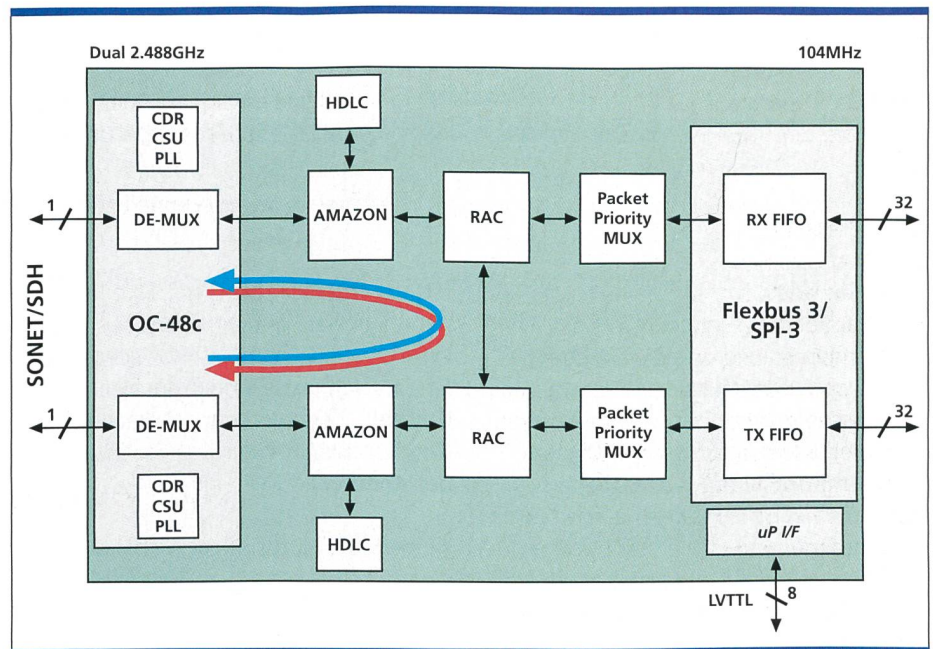 Dual 2.488GHz
104MHz
CDR
CSU
PLL
HDLC
1
DE-MUX
AMAZON
RAC
Packet
Priority
MUX
RX FIFO
32
SONET/SDH
OC-48c
Flexbus 3/
SPI-3
1
DE-MUX
AMAZON
RAC
Packet
Priority
MUX
TX FIFO
32
CDR
CSU
PLL
HDLC
uP I/F
LVTTL
8